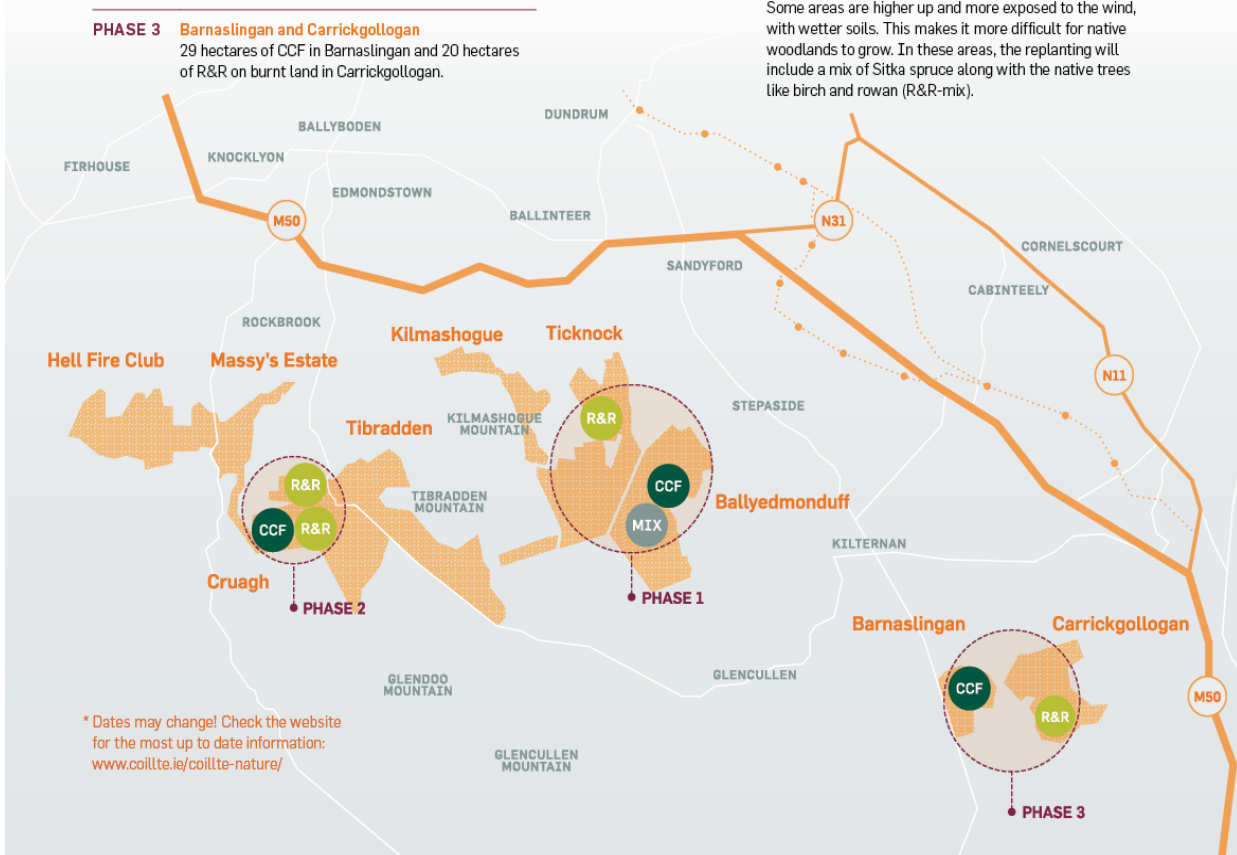 PHASE 3 Barnaslingan and Carrickgollogan
29 hectares of CCF in Barnaslingan and 20 hectares
of R&R on burnt land in Carrickgollogan.
Some areas are higher up and more exposed to the wind,
with wetter soils. This makes it more difficult for native
woodlands to grow. In these areas, the replanting will
include a mix of Sitka spruce along with the native trees
like birch and rowan (R&R-mix).
DUNDRUM
BALLYBODEN
KNOCKLYON
FIRHOUSE
EDMONDSTOWN
BALLINTEER
M50
N31
SANDYFORD
CORNELSCOURT
CABINTEELY
ROCKBROOK
Kilmashogue
Ticknock
Hell Fire Club
Massy's Estate
N11
STEPASIDE
Tibradden
KILMASHOGUE
MOUNTAIN
R&R
R&R
CCF
TIBRADDEN
MOUNTAIN
Ballyedmonduff
CCF
R&R
MIX
KILTERNAN
Cruagh
PHASE 2
PHASE 1
Barnaslingan
Carrickgollogan
GLENDOO
MOUNTAIN
GLENCULLEN
CCF
R&R
M50
* Dates may change! Check the website
for the most up to date information:
www.coillte.ie/coillte-nature/
GLENCULLEN
MOUNTAIN
PHASE 3